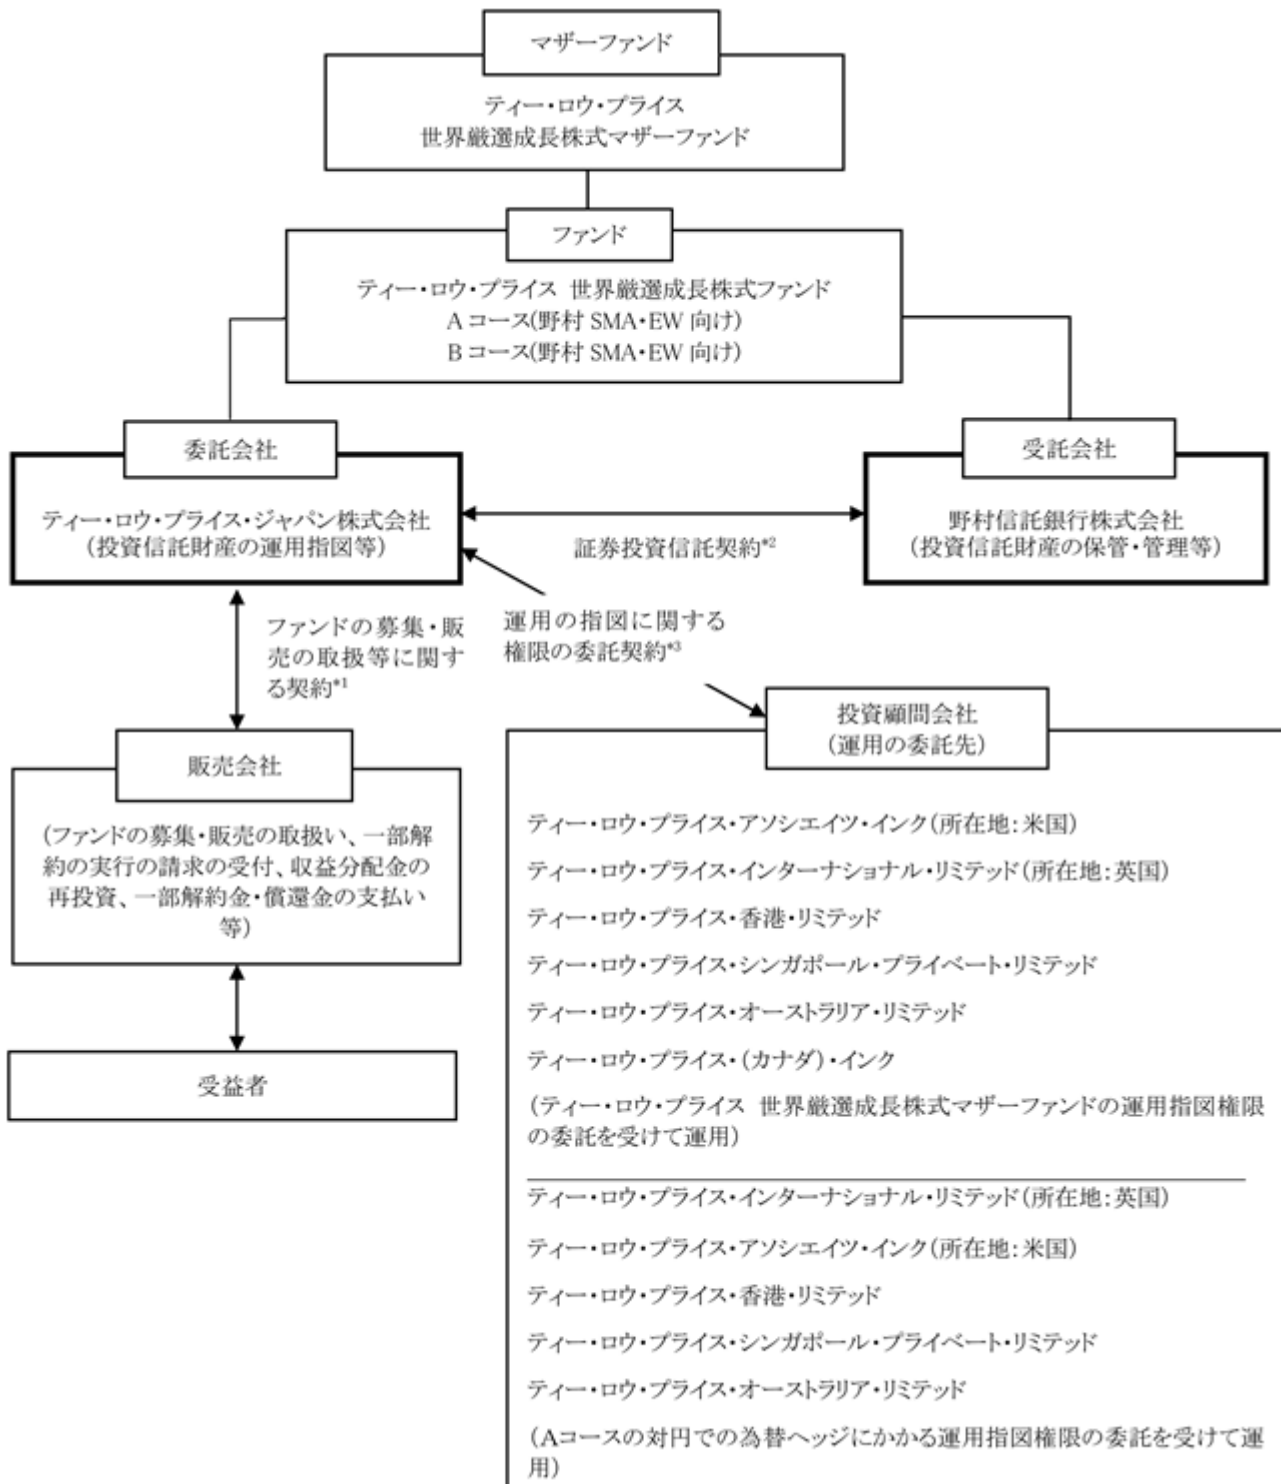 マザーファンド
ティー・ロウ・プライス
世界厳選成長株式マザーファンド
ファンド
ティー・ロウ・プライス 世界厳選成長株式ファンド
Aコース(野村 SMA・EW 向け)
Bコース(野村 SMA・EW 向け)
委託会社
ティー・ロウ・プライス・ジャパン株式会社
(投資信託財産の運用指図等)
証券投資信託契約*2
受託会社
野村信託銀行株式会社
(投資信託財産の保管・管理等)
ファンドの募集・販
売の取扱等に関す
る契約*1
運用の指図に関する
権限の委託契約*3
販売会社
(ファンドの募集・販売の取扱い、一部解
約の実行の請求の受付、収益分配金の
再投資、一部解約金・償還金の支払い
等)
受益者
投資顧問会社
(運用の委託先)
ティー・ロウ・プライス・アソシエイツ・インク(所在地:米国)
ティー・ロウ・プライス・インターナショナル・リミテッド(所在地:英国)
ティー・ロウ・プライス・香港・リミテッド
ティー・ロウ・プライス・シンガポール・プライベート・リミテッド
ティー・ロウ・プライス・オーストラリア・リミテッド
ティー・ロウ・プライス・(カナダ)・インク
(ティー・ロウ・プライス 世界厳選成長株式マザーファンドの運用指図権限
の委託を受けて運用)
ティー・ロウ・プライス・インターナショナル・リミテッド(所在地:英国)
ティー・ロウ・プライス・アソシエイツ・インク(所在地:米国)
ティー・ロウ・プライス・香港・リミテッド
ティー・ロウ・プライス・シンガポール・プライベート・リミテッド
ティー・ロウ・プライス・オーストラリア・リミテッド
(Aコースの対円での為替ヘッジにかかる運用指図権限の委託を受けて運
用)